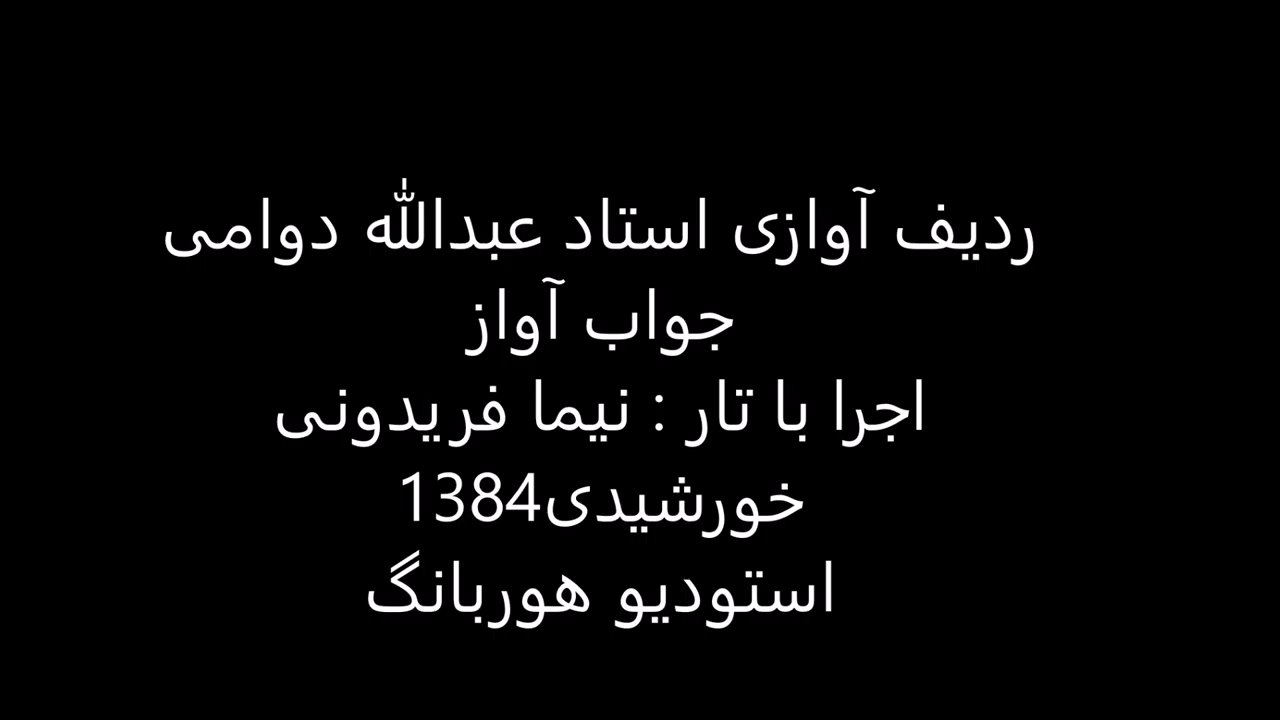 ردیف آوازی استاد عبدالله دوامی
جواب آواز
اجرا با تار : نیما فریدونی
خورشیدی1384
استودیو هوربانگ